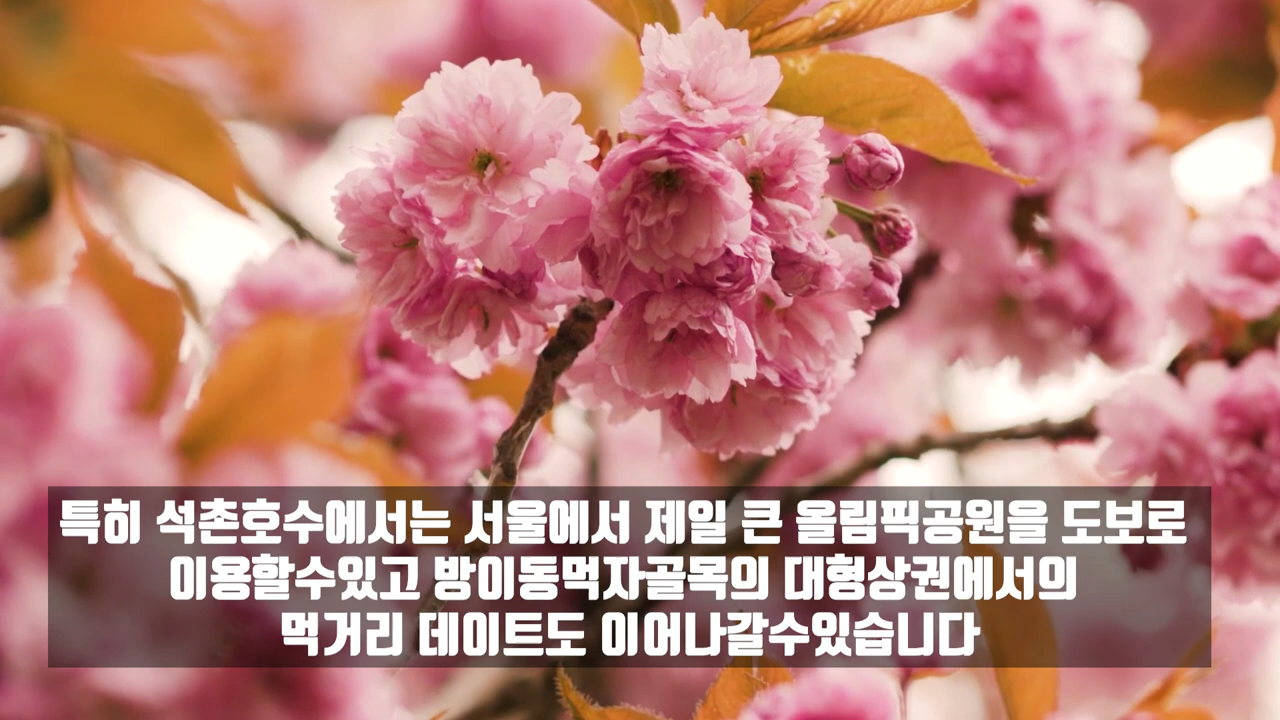 특히 석촌호수에서는 서울에서 제일 큰 올림픽공원을 도보로
이용할수있고 방이동먹자골목의 대형상권에서의
먹거리 데이트도 이어나갈수있습니다